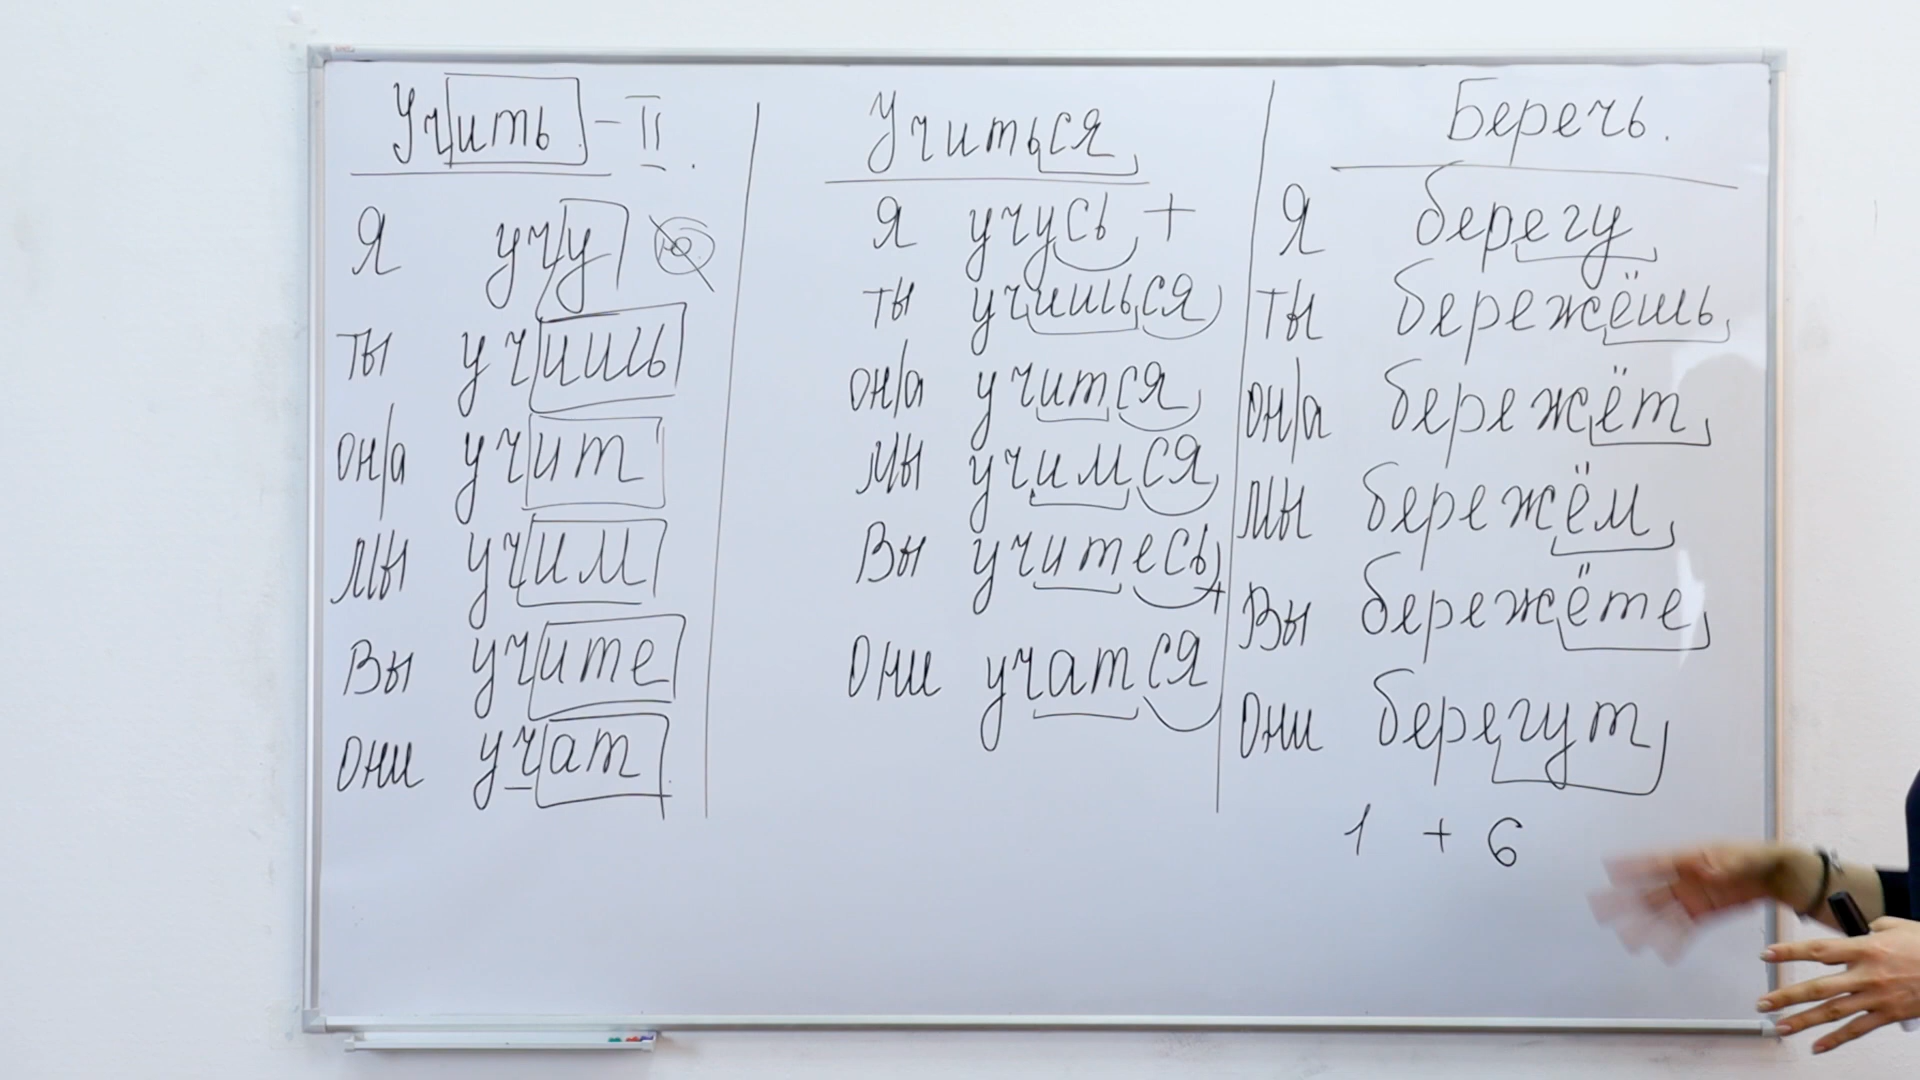 Учить – II.
Я учу ю
ты учишь
он/а учит
мы учим
Вы учите
они учат
Учиться
Я учусь +
ты учишься
он/а учится
мы учимся
Вы учитесь +
они учатся
Беречь.
Я берегу
ты бережёшь
он/а бережёт
мы бережём
Вы бережёте
они берегут
1 + 6